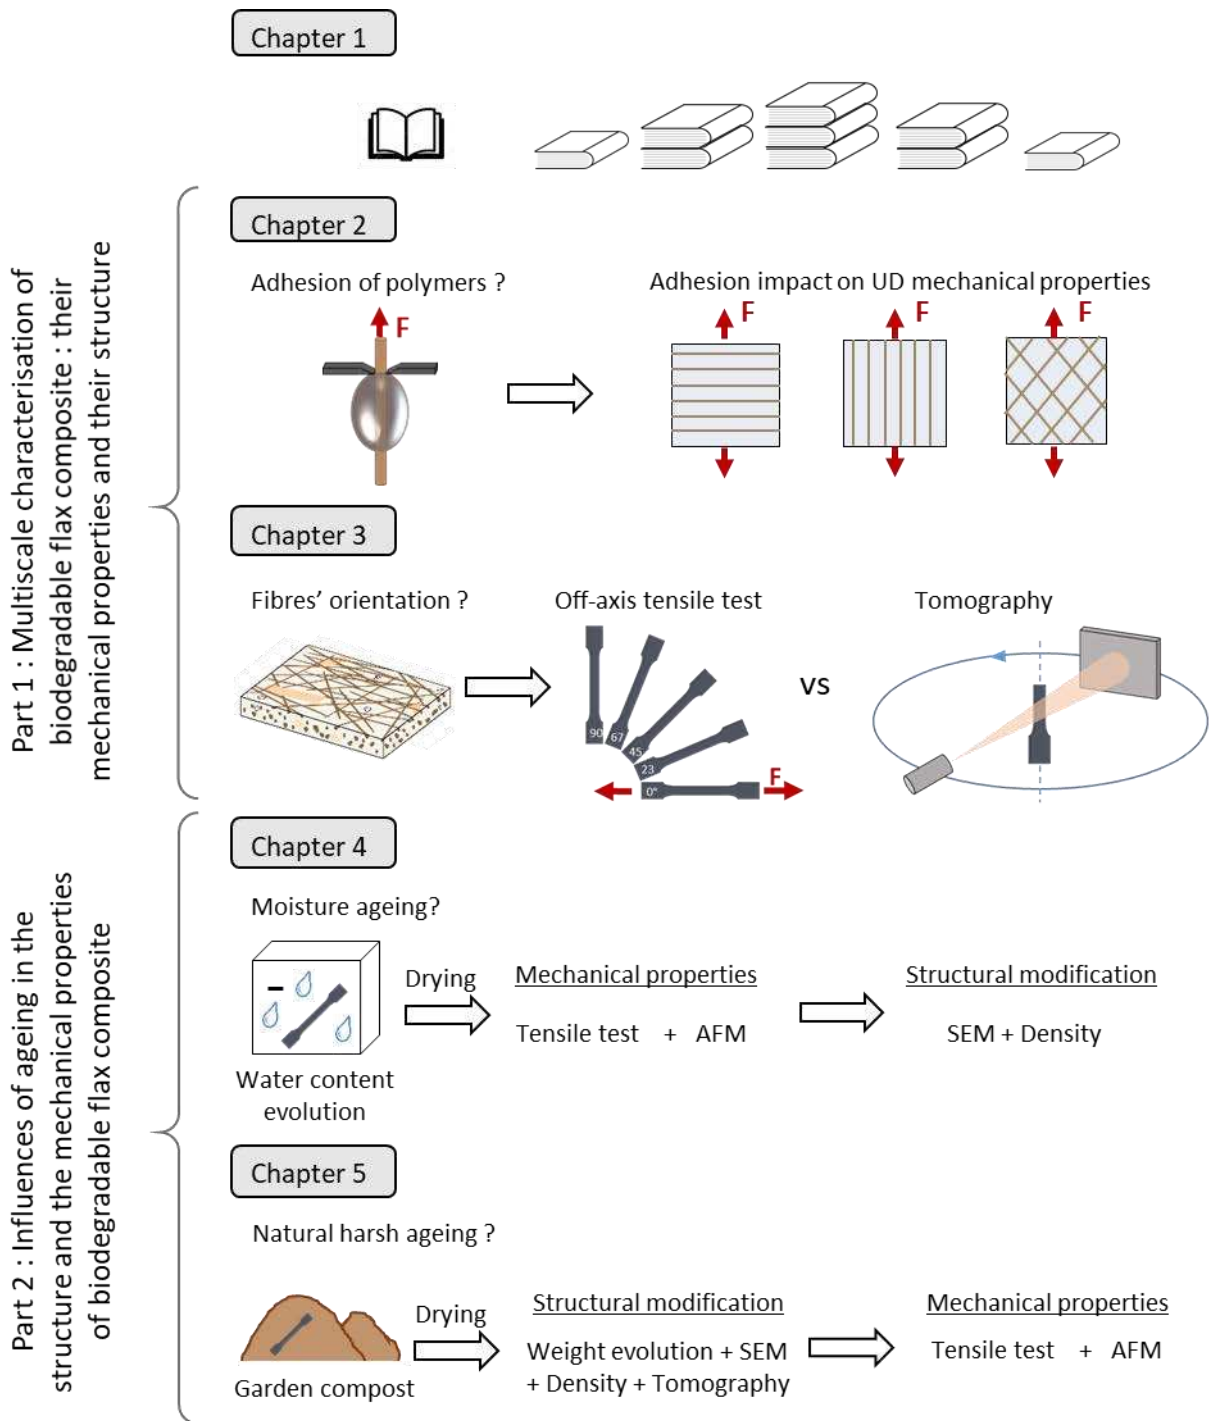 Chapter 1
Part 1 : Multiscale characterisation of
biodegradable flax composite : their
mechanical properties and their structure
Chapter 2
Adhesion of polymers ?
F
Adhesion impact on UD mechanical properties
F
F
F
Chapter 3
Fibres' orientation ?
Off-axis tensile test
90
67
45
23
0°
F
vs
Tomography
Part 2 : Influences of ageing in the
structure and the mechanical properties
of biodegradable flax composite
Chapter 4
Moisture ageing?
Water content
evolution
Drying
Mechanical properties
Tensile test + AFM
Structural modification
SEM + Density
Chapter 5
Natural harsh ageing ?
Garden compost
Drying
Structural modification
Weight evolution + SEM
+ Density + Tomography
Mechanical properties
Tensile test + AFM